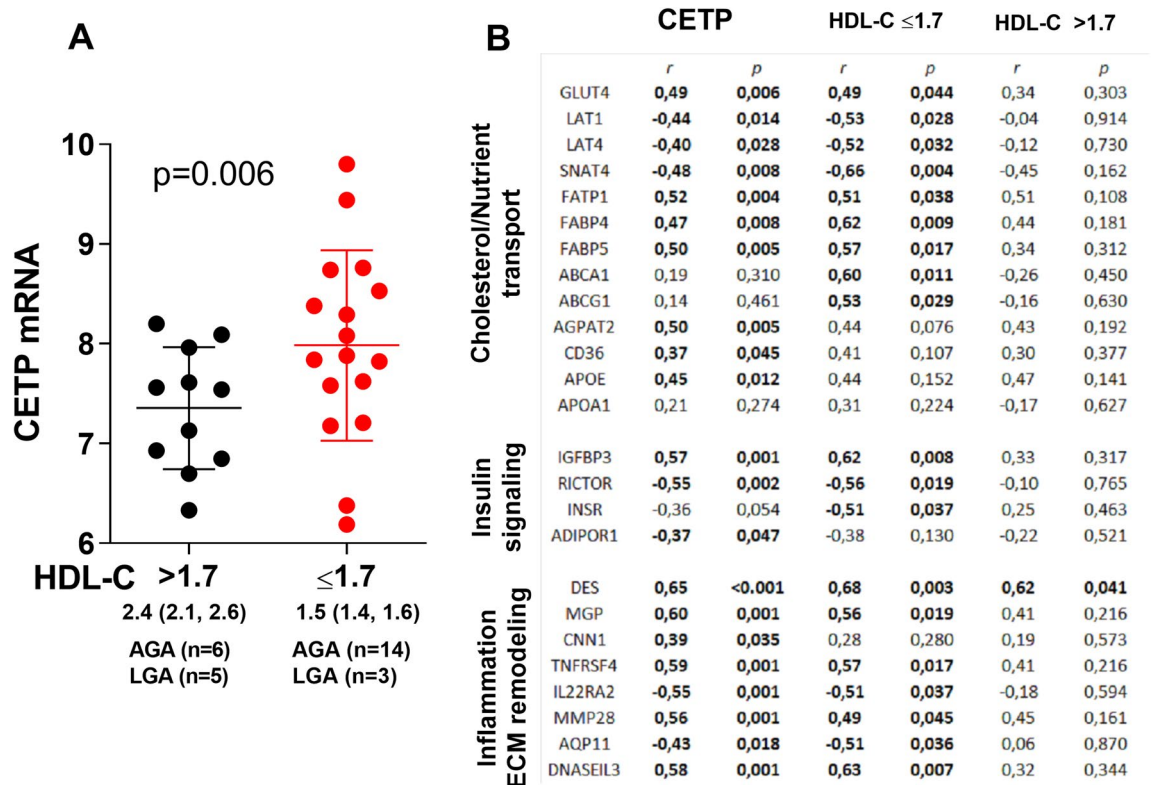 A
p=0.006
CETP mRNA
10
9
8
7
6
HDL-C >1.7 ≤1.7
2.4 (2.1, 2.6) 1.5 (1.4, 1.6)
AGA (n=6) AGA (n=14)
LGA (n=5) LGA (n=3)
B
CETP HDL-C ≤1.7 HDL-C >1.7
r p r p r p
Cholesterol/Nutrient
transport
GLUT4 0,49 0,006 0,49 0,044 0,34 0,303
LAT1 -0,44 0,014 -0,53 0,028 -0,04 0,914
LAT4 -0,40 0,028 -0,52 0,032 -0,12 0,730
SNAT4 -0,48 0,008 -0,66 0,004 -0,45 0,162
FATP1 0,52 0,004 0,51 0,038 0,51 0,108
FABP4 0,47 0,008 0,62 0,009 0,44 0,181
FABP5 0,50 0,005 0,57 0,017 0,34 0,312
ABCA1 0,19 0,310 0,60 0,011 -0,26 0,450
ABCG1 0,14 0,461 0,53 0,029 -0,16 0,630
AGPAT2 0,50 0,005 0,44 0,076 0,43 0,192
CD36 0,37 0,045 0,41 0,107 0,30 0,377
APOE 0,45 0,012 0,44 0,152 0,47 0,141
APOA1 0,21 0,274 0,31 0,224 -0,17 0,627
Insulin
signaling
IGFBP3 0,57 0,001 0,62 0,008 0,33 0,317
RICTOR -0,55 0,002 -0,56 0,019 -0,10 0,765
INSR -0,36 0,054 -0,51 0,037 0,25 0,463
ADIPOR1 -0,37 0,047 -0,38 0,130 -0,22 0,521
Inflammation
ECM remodeling
DES 0,65 <0.001 0,68 0,003 0,62 0,041
MGP 0,60 0,001 0,56 0,019 0,41 0,216
CNN1 0,39 0,035 0,28 0,280 0,19 0,573
TNFRSF4 0,59 0,001 0,57 0,017 0,41 0,216
IL22RA2 -0,55 0,001 -0,51 0,037 -0,18 0,594
MMP28 0,56 0,001 0,49 0,045 0,45 0,161
AQP11 -0,43 0,018 -0,51 0,036 0,06 0,870
DNASEIL3 0,58 0,001 0,63 0,007 0,32 0,344